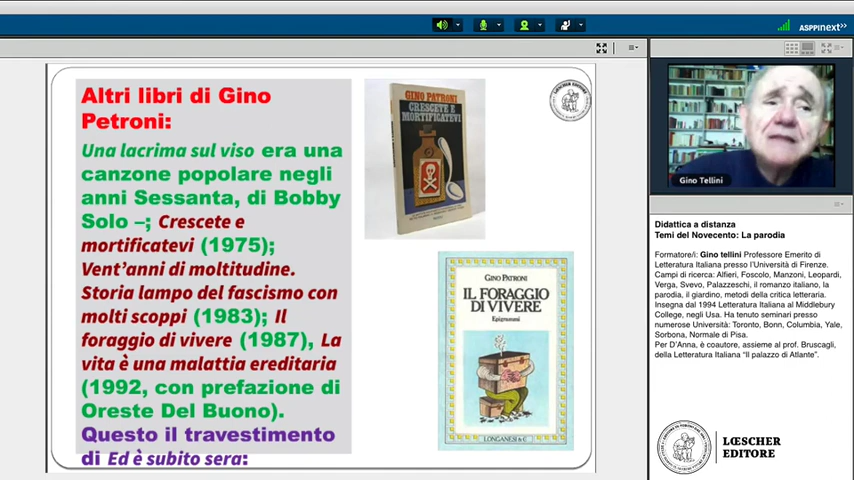 ASPPInext>>
Altri libri di Gino
Petroni:
Una lacrima sul viso era una
canzone popolare negli
anni Sessanta, di Bobby
Solo –; Crescete e
mortificatevi (1975);
Vent'anni di moltitudine.
Storia lampo del fascismo con
molti scoppi (1983); Il
foraggio di vivere (1987), La
vita è una malattia ereditaria
(1992, con prefazione di
Oreste Del Buono).
Questo il travestimento
di Ed è subito sera:
GINO PATRONI
CRESCETE E
MORTIFICATEVI
GINO PATRONI
IL FORAGGIO
DI VIVERE
Epigrammi
LONGANESI & C.
LOESCHER EDITORE
Gino Tellini
Didattica a distanza
Temi del Novecento: La parodia
Formatore/i: Gino tellini Professore Emerito di
Letteratura Italiana presso l'Università di Firenze.
Campi di ricerca: Alfieri, Foscolo, Manzoni, Leopardi,
Verga, Svevo, Palazzeschi, il romanzo italiano, la
parodia, il giardino, metodi della critica letteraria.
Insegna dal 1994 Letteratura Italiana al Middlebury
College, negli Usa. Ha tenuto seminari presso
numerose Università: Toronto, Bonn, Columbia, Yale,
Sorbona, Normale di Pisa.
Per D'Anna, è coautore, assieme al prof. Bruscagli,
della Letteratura Italiana "Il palazzo di Atlante".
LŒSCHER
EDITORE